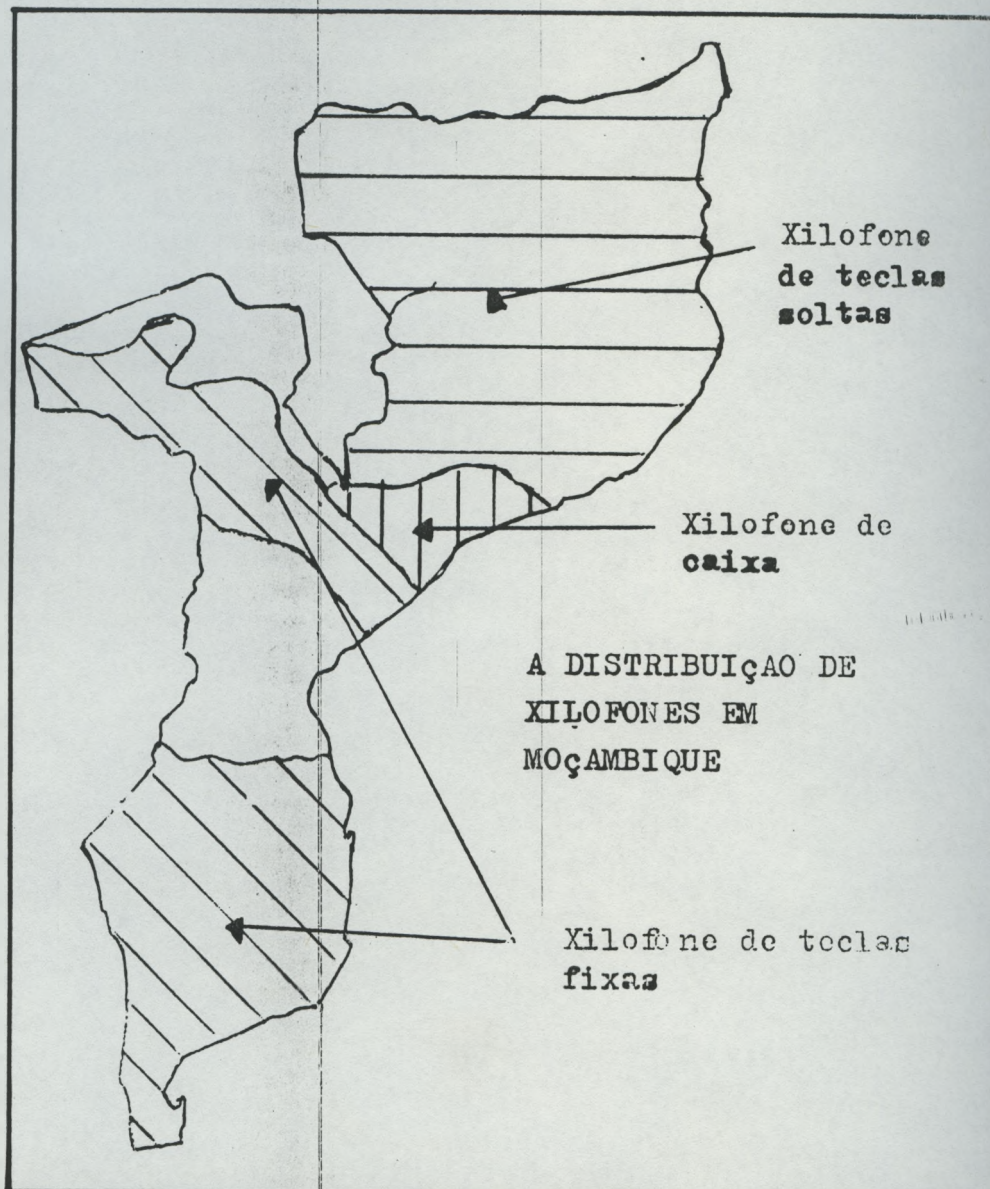 Xilofone
de teclas
soltas
Xilofone de
caixa
A DISTRIBUIçAO DE
XILOFONES EM
MOçAMBIQUE
Xilofone de teclas
fixas